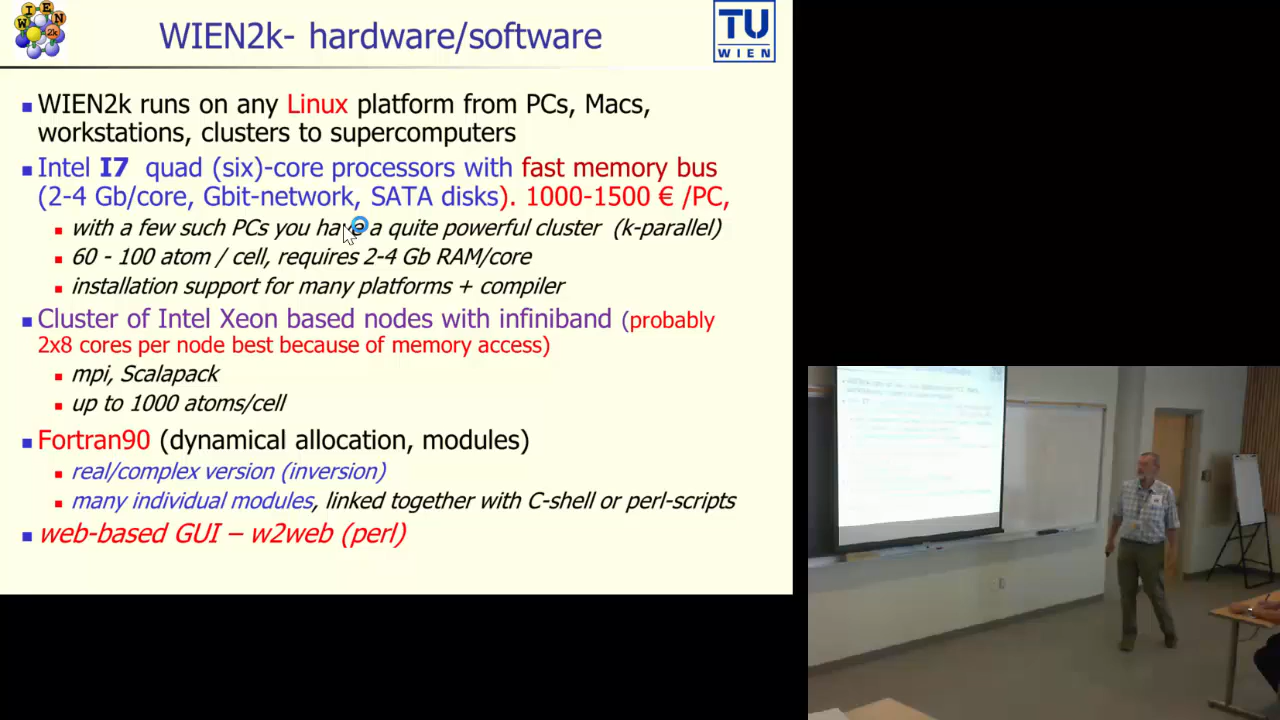 WIEN2k- hardware/software
WIEN2k
TU
WIEN
WIEN2k runs on any Linux platform from PCs, Macs,
workstations, clusters to supercomputers
Intel I7 quad (six)-core processors with fast memory bus
(2-4 Gb/core, Gbit-network, SATA disks). 1000-1500 € /PC,
with a few such PCs you have a quite powerful cluster (k-parallel)
60 - 100 atom / cell, requires 2-4 Gb RAM/core
installation support for many platforms + compiler
Cluster of Intel Xeon based nodes with infiniband (probably
2x8 cores per node best because of memory access)
mpi, Scalapack
up to 1000 atoms/cell
Fortran90 (dynamical allocation, modules)
real/complex version (inversion)
many individual modules, linked together with C-shell or perl-scripts
web-based GUI – w2web (perl)